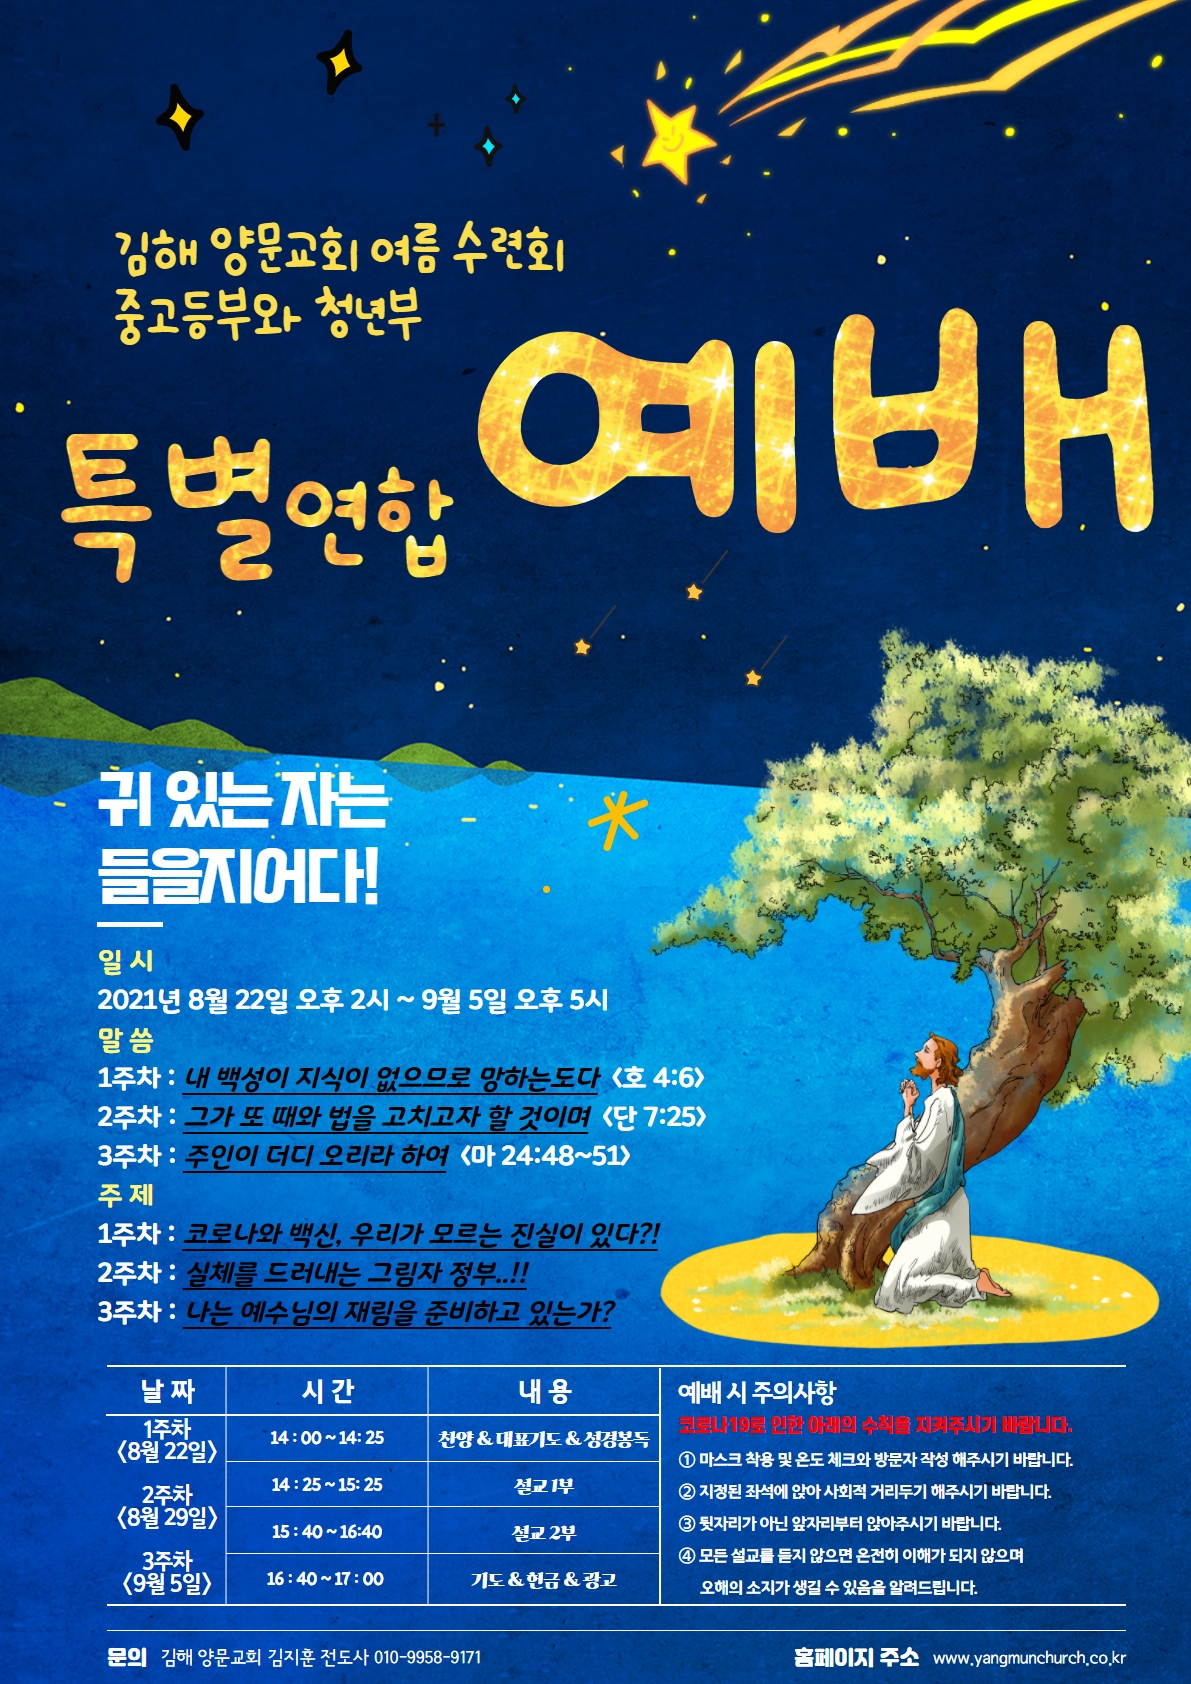 김해 양문교회 여름 수련회
중고등부와 청년부
특별연합 예배
귀 있는 자는
들을지어다!
일 시
2021년 8월 22일 오후 2시 ~ 9월 5일 오후 5시
말 씀
1주차 : 내 백성이 지식이 없으므로 망하는도다 <호 4:6>
2주차 : 그가 또 때와 법을 고치고자 할 것이며 <단 7:25>
3주차 : 주인이 더디 오리라 하여 <마 24:48~51>
주 제
1주차 : 코로나와 백신, 우리가 모르는 진실이 있다?!
2주차 : 실체를 드러내는 그림자 정부..!!
3주차 : 나는 예수님의 재림을 준비하고 있는가?
날 짜 시 간 내 용
1주차
<8월 22일>
2주차
<8월 29일>
3주차
<9월 5일>
14 : 00 ~ 14: 25 찬양 & 대표기도 & 성경봉독
14 : 25 ~ 15: 25 설교 1부
15 : 40 ~ 16:40 설교 2부
16 : 40 ~ 17 : 00 기도 & 헌금 & 광고
예배 시 주의사항
코로나19로 인한 아래의 수칙을 지켜주시기 바랍니다.
① 마스크 착용 및 온도 체크와 방문자 작성 해주시기 바랍니다.
② 지정된 좌석에 앉아 사회적 거리두기 해주시기 바랍니다.
③ 뒷자리가 아닌 앞자리부터 앉아주시기 바랍니다.
④ 모든 설교를 듣지 않으면 온전히 이해가 되지 않으며
오해의 소지가 생길 수 있음을 알려드립니다.
문의 김해 양문교회 김지훈 전도사 010-9958-9171
홈페이지 주소 www.yangmunchurch.co.kr